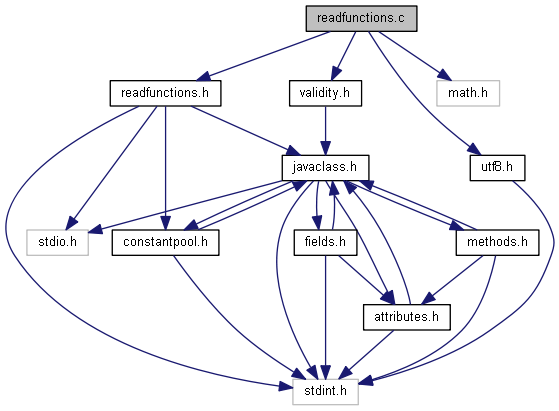 readfunctions.c
readfunctions.h
validity.h
math.h
javaclass.h
utf8.h
stdio.h
constantpool.h
fields.h
methods.h
attributes.h
stdint.h